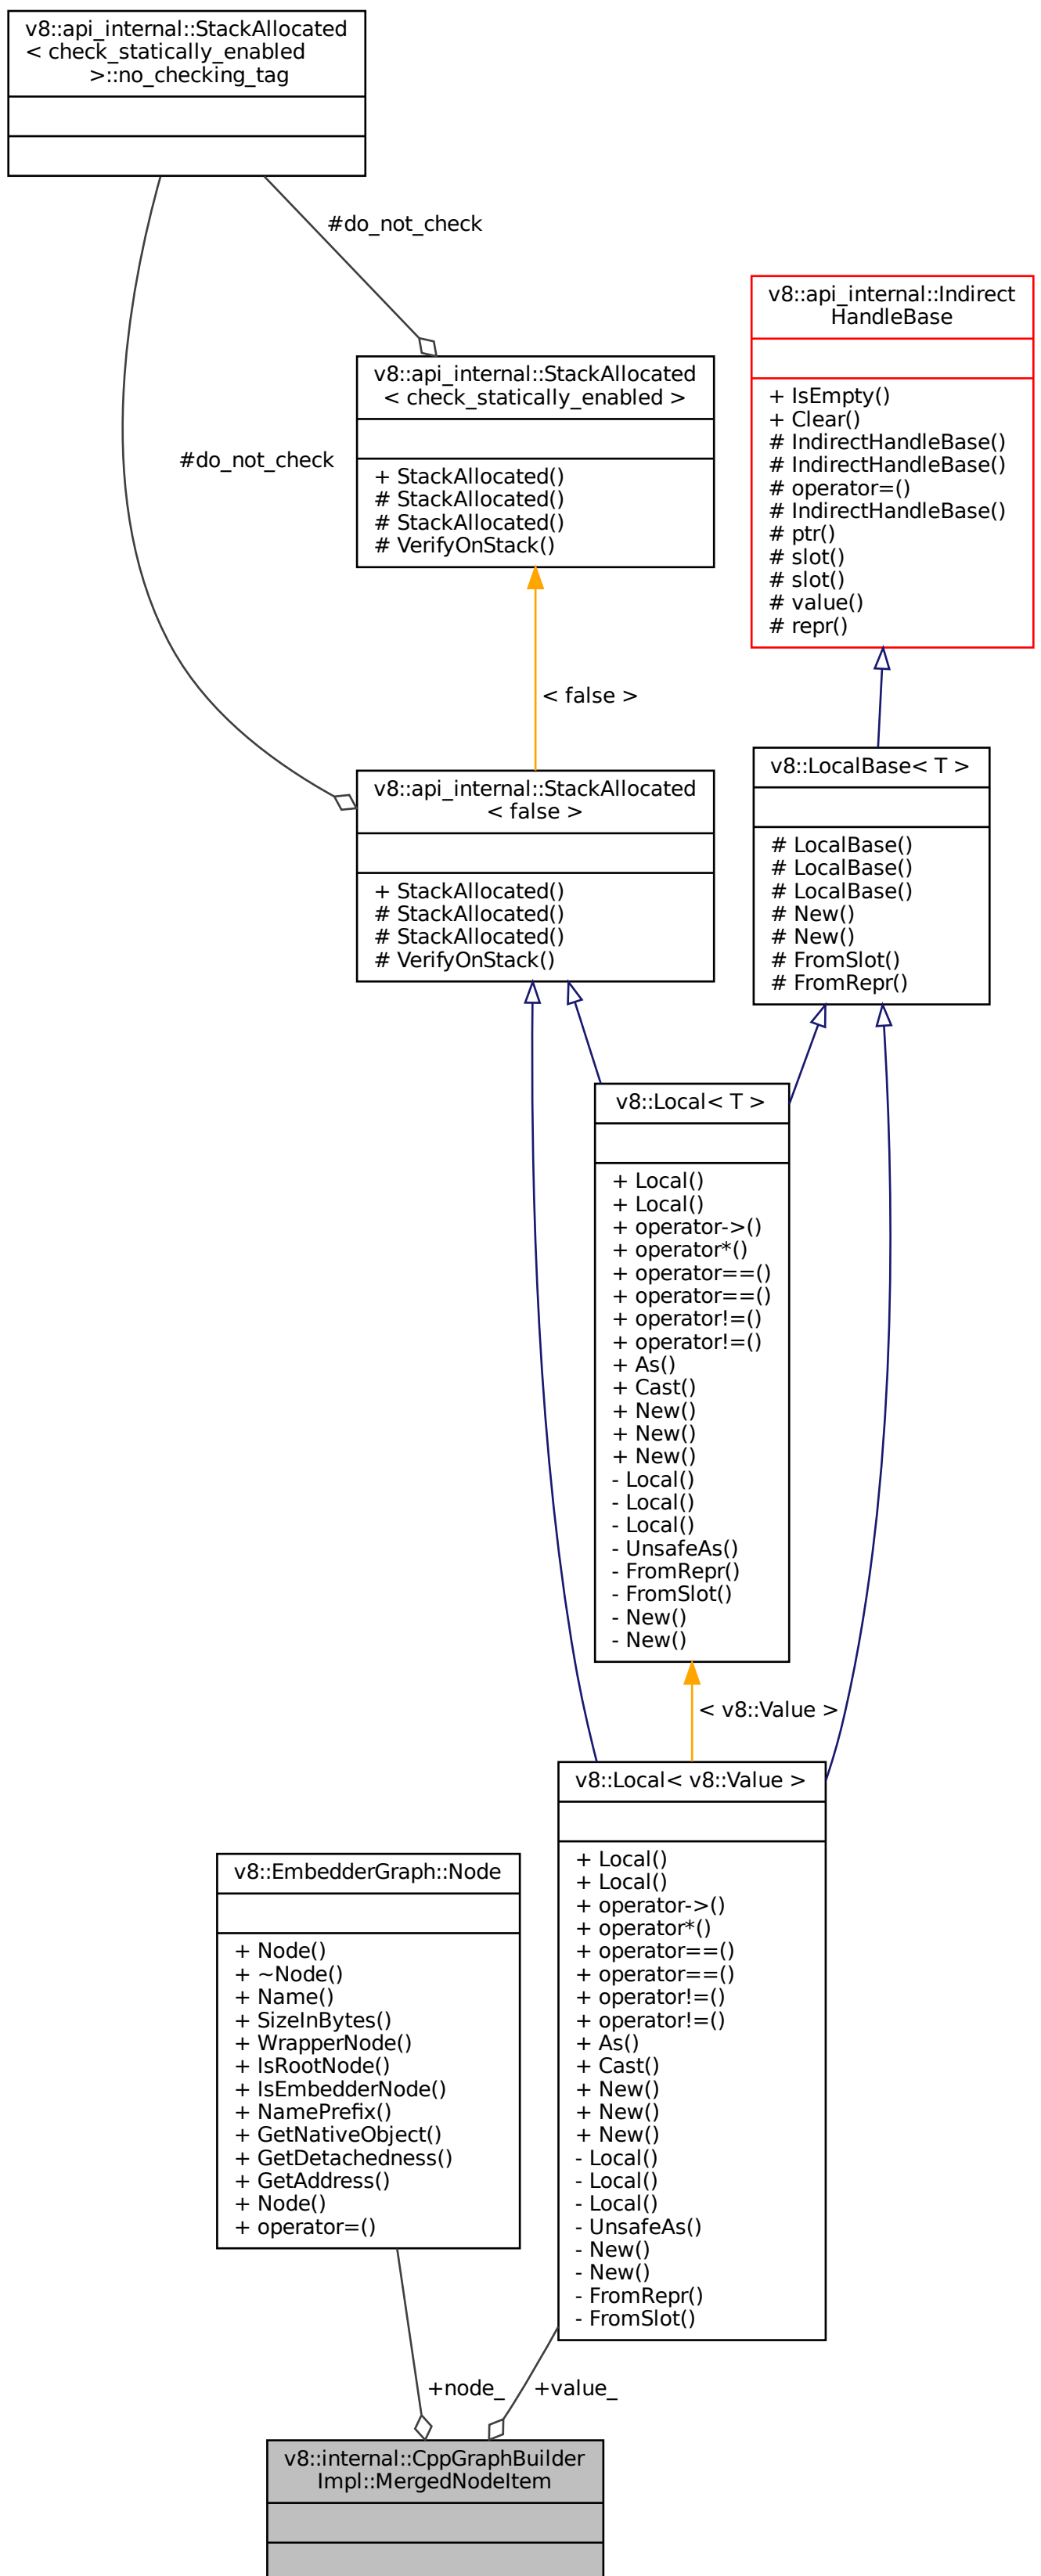 v8::api_internal::StackAllocated
< check_statically_enabled
>::no_checking_tag
#do_not_check
v8::api_internal::Indirect
HandleBase
+ IsEmpty()
+ Clear()
# IndirectHandleBase()
# IndirectHandleBase()
# operator=()
# IndirectHandleBase()
# ptr()
# slot()
# slot()
# value()
# repr()
v8::api_internal::StackAllocated
< check_statically_enabled >
+ StackAllocated()
# StackAllocated()
# StackAllocated()
# VerifyOnStack()
#do_not_check
< false >
v8::api_internal::StackAllocated
< false >
+ StackAllocated()
# StackAllocated()
# StackAllocated()
# VerifyOnStack()
v8::LocalBase< T >
# LocalBase()
# LocalBase()
# LocalBase()
# New()
# New()
# FromSlot()
# FromRepr()
v8::Local< T >
+ Local()
+ Local()
+ operator->()
+ operator*()
+ operator==()
+ operator==()
+ operator!=()
+ operator!=()
+ As()
+ Cast()
+ New()
+ New()
+ New()
- Local()
- Local()
- Local()
- UnsafeAs()
- FromRepr()
- FromSlot()
- New()
- New()
< v8::Value >
v8::Local< v8::Value >
+ Local()
+ Local()
+ operator->()
+ operator*()
+ operator==()
+ operator==()
+ operator!=()
+ operator!=()
+ As()
+ Cast()
+ New()
+ New()
+ New()
- Local()
- Local()
- Local()
- UnsafeAs()
- New()
- New()
- FromRepr()
- FromSlot()
v8::EmbedderGraph::Node
+ Node()
+ ~Node()
+ Name()
+ SizeInBytes()
+ WrapperNode()
+ IsRootNode()
+ IsEmbedderNode()
+ NamePrefix()
+ GetNativeObject()
+ GetDetachedness()
+ GetAddress()
+ Node()
+ operator=()
+node_
+value_
v8::internal::CppGraphBuilder
Impl::MergedNodeItem